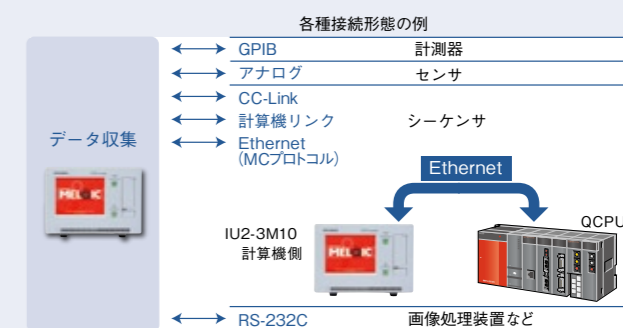 各種接続形態の例
GPIB 計測器
アナログ センサ
CC-Link
計算機リンク シーケンサ
データ収集
Ethernet
(MCプロトコル)
Ethernet
QCPU
IU2-3M10
計算機側
RS-232C 画像処理装置など